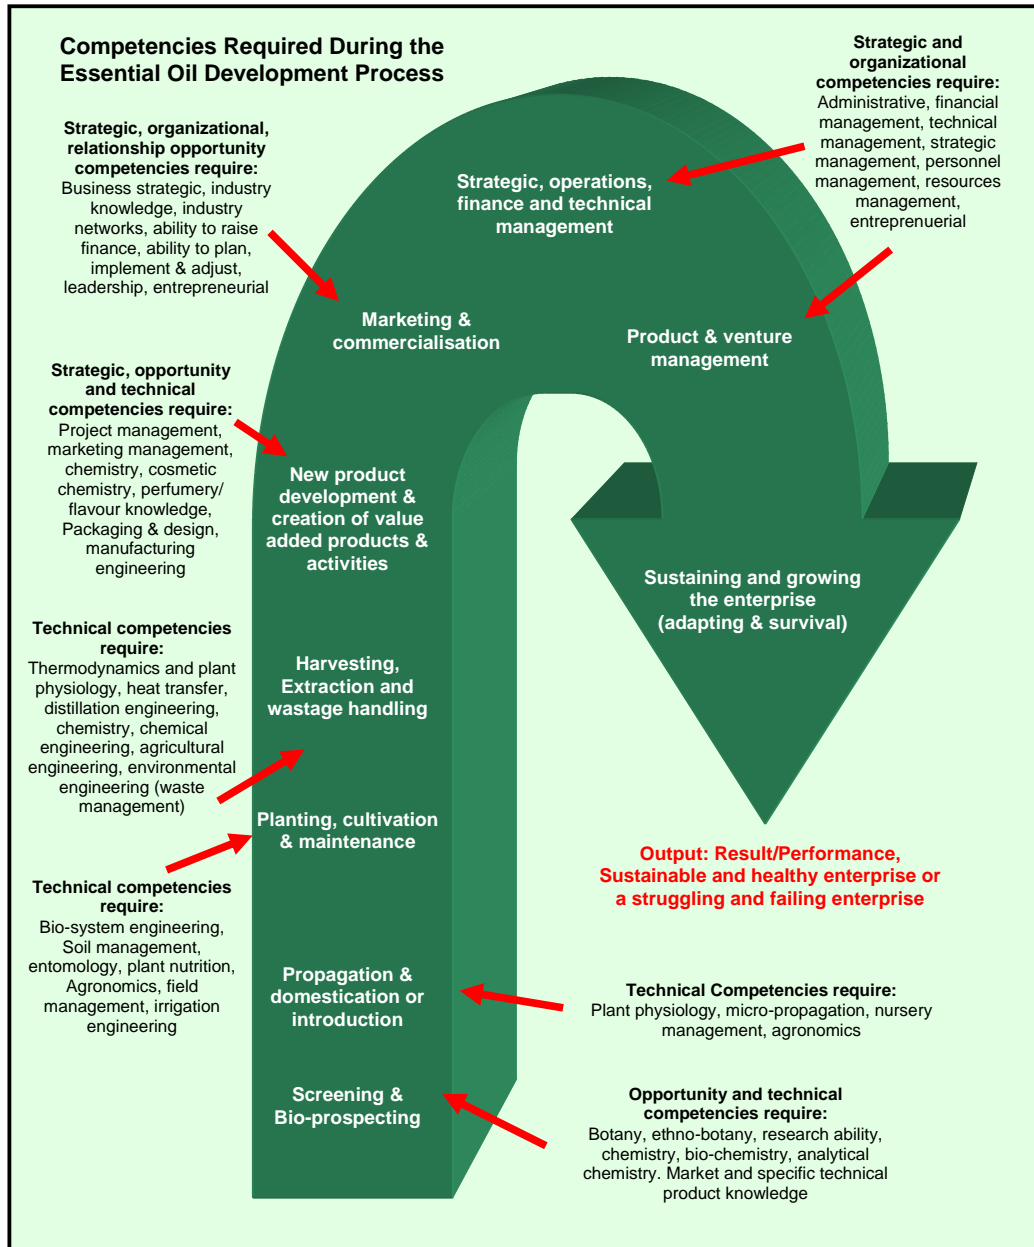 Competencies Required During the
Essential Oil Development Process
Strategic and
organizational
competencies require:
Administrative, financial
management, technical
management, strategic
management, personnel
management, resources
management,
entreprenuerial
Strategic, organizational,
relationship opportunity
competencies require:
Business strategic, industry
knowledge, industry
networks, ability to raise
finance, ability to plan,
implement & adjust,
leadership, entrepreneurial
Strategic, operations,
finance and technical
management
Marketing &
commercialisation
Product & venture
management
Strategic, opportunity
and technical
competencies require:
Project management,
marketing management,
chemistry, cosmetic
chemistry, perfumery/
flavour knowledge,
Packaging & design,
manufacturing
engineering
New product
development &
creation of value
added products &
activities
Sustaining and growing
the enterprise
(adapting & survival)
Technical competencies
require:
Thermodynamics and plant
physiology, heat transfer,
distillation engineering,
chemistry, chemical
engineering, agricultural
engineering, environmental
engineering (waste
management)
Harvesting,
Extraction and
wastage handling
Planting, cultivation
& maintenance
Output: Result/Performance,
Sustainable and healthy enterprise or
a struggling and failing enterprise
Technical competencies
require:
Bio-system engineering,
Soil management,
entomology, plant nutrition,
Agronomics, field
management, irrigation
engineering
Propagation &
domestication or
introduction
Technical Competencies require:
Plant physiology, micro-propagation, nursery
management, agronomics
Screening &
Bio-prospecting
Opportunity and technical
competencies require:
Botany, ethno-botany, research ability,
chemistry, bio-chemistry, analytical
chemistry. Market and specific technical
product knowledge